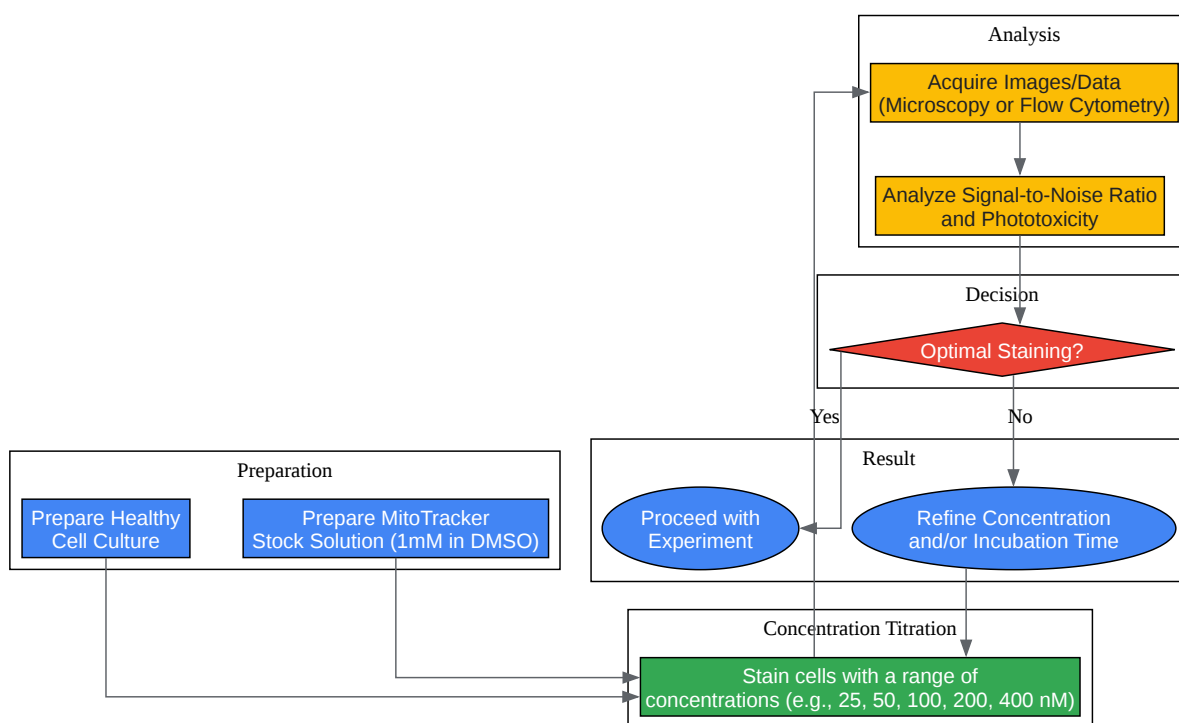 Analysis
Acquire Images/Data
(Microscopy or Flow Cytometry)
Analyze Signal-to-Noise Ratio
and Phototoxicity
Decision
Optimal Staining?
Yes
No
Preparation
Prepare Healthy
Cell Culture
Prepare MitoTracker
Stock Solution (1mM in DMSO)
Result
Proceed with
Experiment
Refine Concentration
and/or Incubation Time
Concentration Titration
Stain cells with a range of
concentrations (e.g., 25, 50, 100, 200, 400 nM)